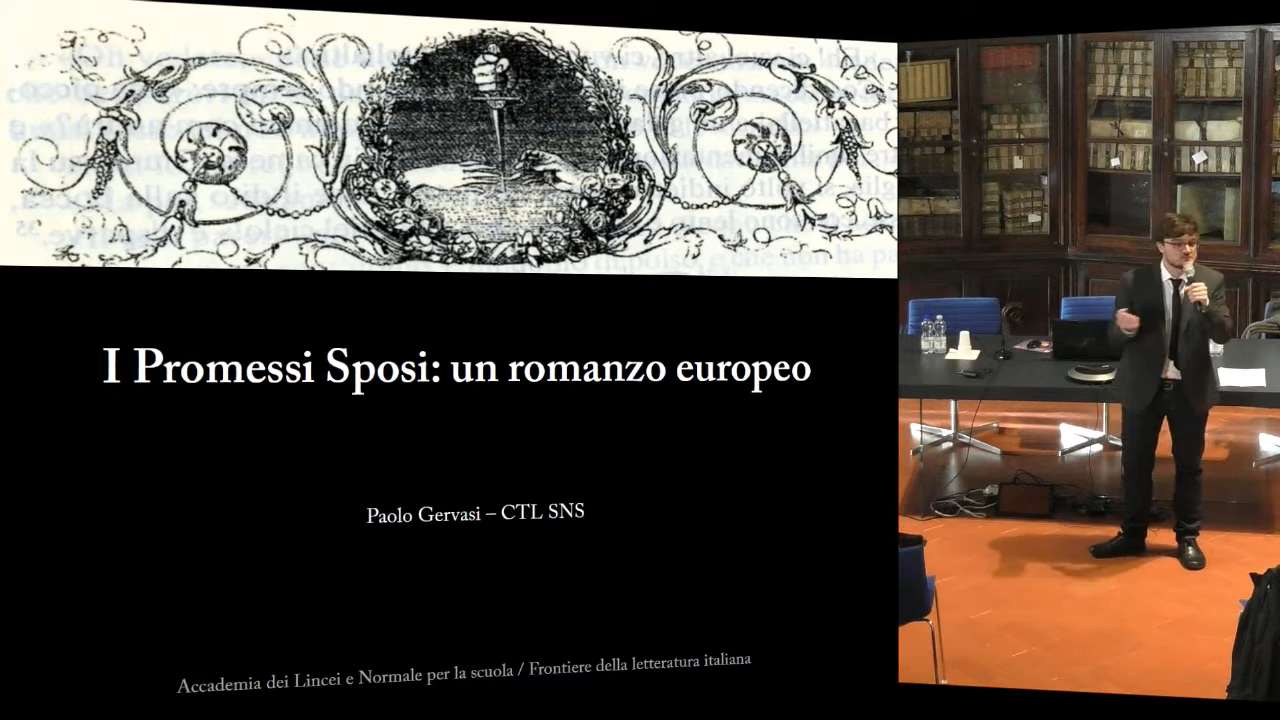 I Promessi Sposi: un romanzo europeo
Paolo Gervasi – CTL SNS
Accademia dei Lincei e Normale per la scuola / Frontiere della letteratura italiana